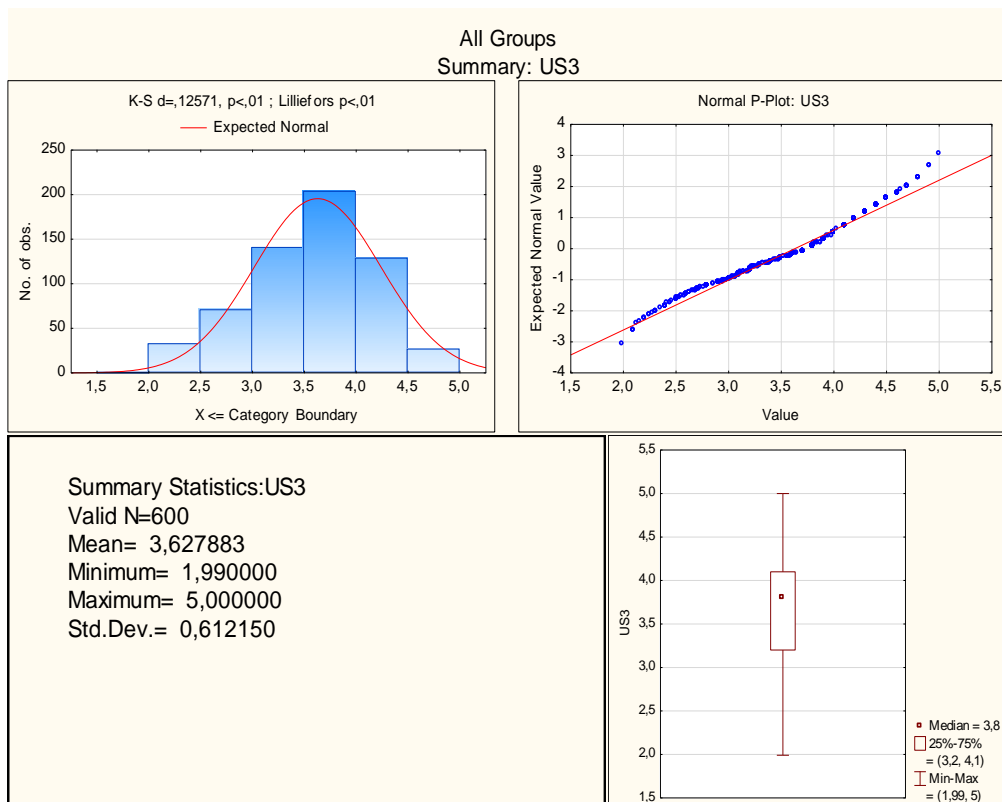 All Groups
Summary: US3
K-S d=,12571, p<,01 ; Lilliefors p<,01
Expected Normal
250
200
150
100
50
0
No. of obs.
1,5 2,0 2,5 3,0 3,5 4,0 4,5 5,0
X <= Category Boundary
Normal P-Plot: US3
4
3
2
1
0
-1
-2
-3
-4
Expected Normal Value
1,5 2,0 2,5 3,0 3,5 4,0 4,5 5,0 5,5
Value
Summary Statistics:US3
Valid N=600
Mean= 3,627883
Minimum= 1,990000
Maximum= 5,000000
Std.Dev.= 0,612150
5,5
5,0
4,5
4,0
3,5
3,0
2,5
2,0
1,5
US3
Median = 3,8
25%-75%
= (3,2, 4,1)
Min-Max
= (1,99, 5)